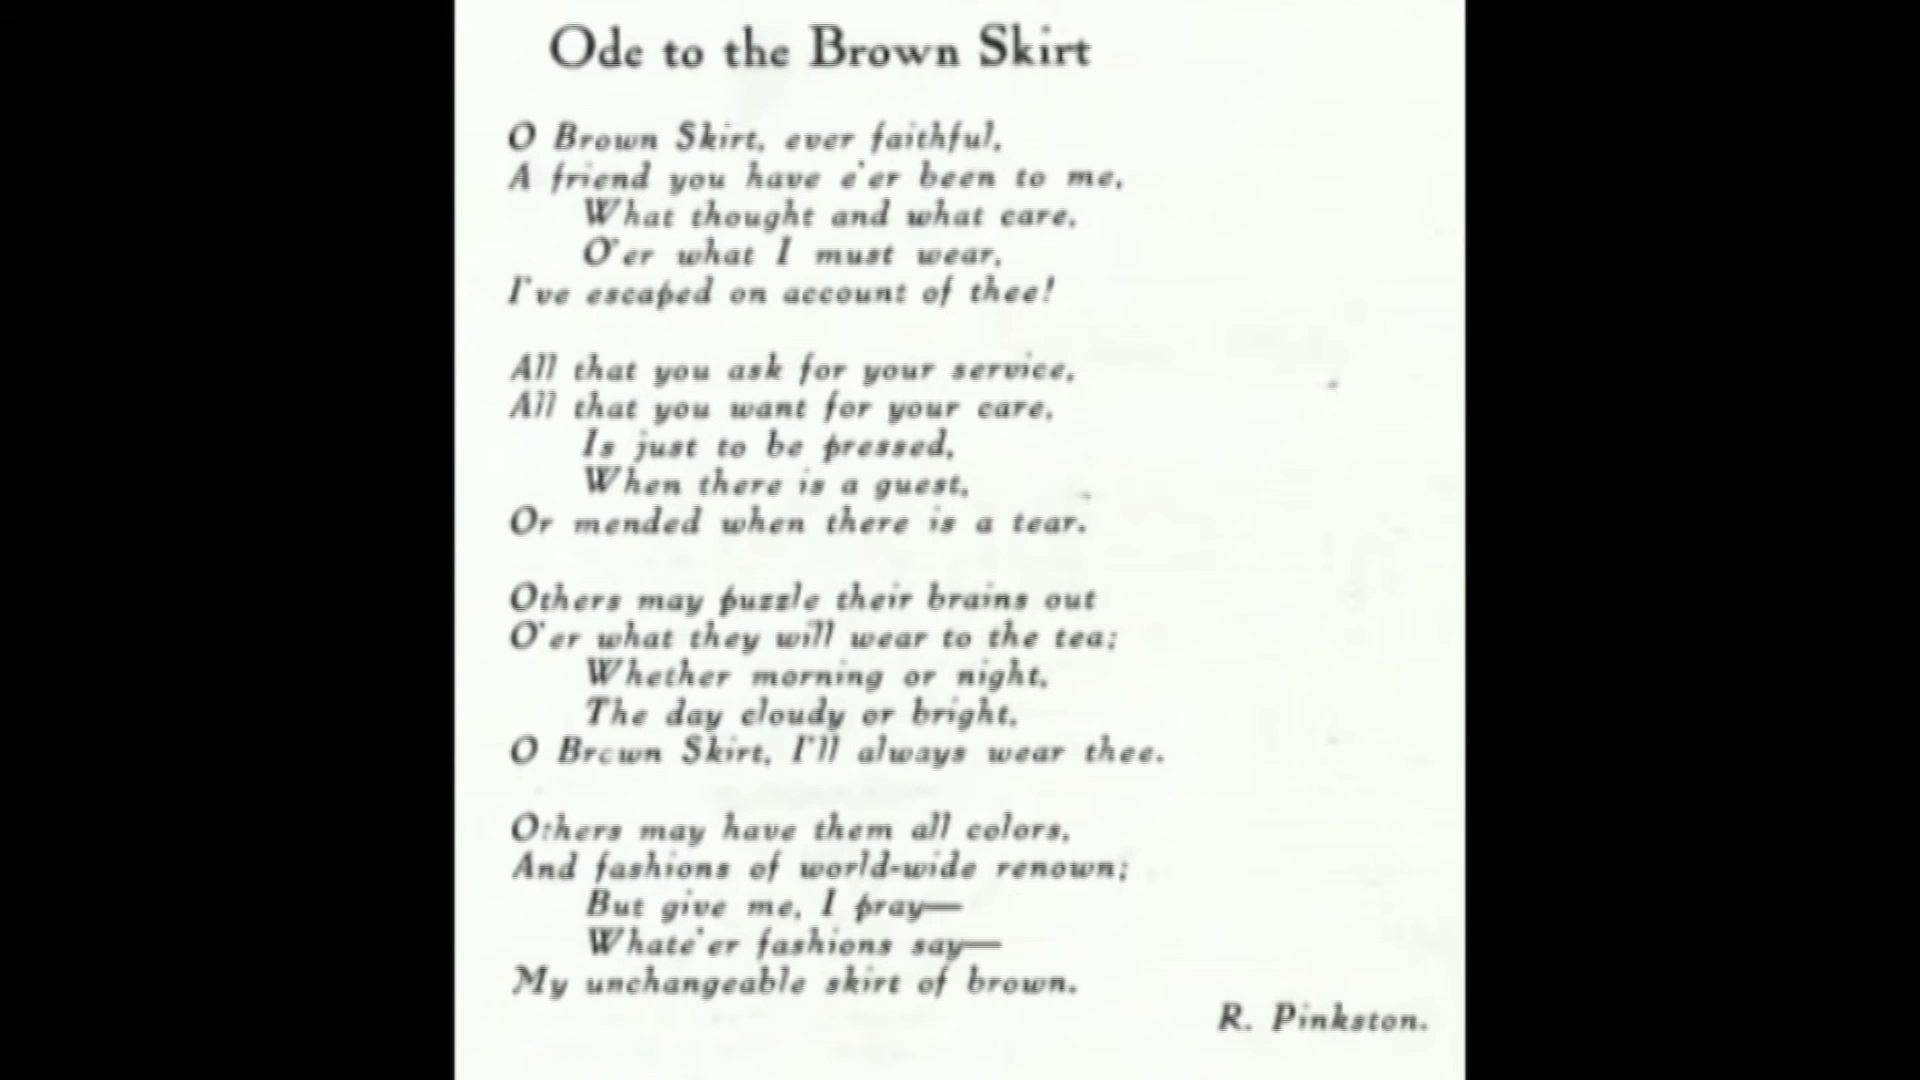 Ode to the Brown Skirt
O Brown Skirt, ever faithful,
A friend you have e'er been to me,
What thought and what care,
O'er what I must wear,
I've escaped on account of thee!
All that you ask for your service,
All that you want for your care,
Is just to be pressed,
When there is a guest,
Or mended when there is a tear.
Others may puzzle their brains out
O'er what they will wear to the tea;
Whether morning or night,
The day cloudy or bright,
O Brown Skirt, I'll always wear thee.
Others may have them all colors,
And fashions of world-wide renown;
But give me, I pray—
Whate'er fashions say—
My unchangeable skirt of brown.
R. Pinkston.